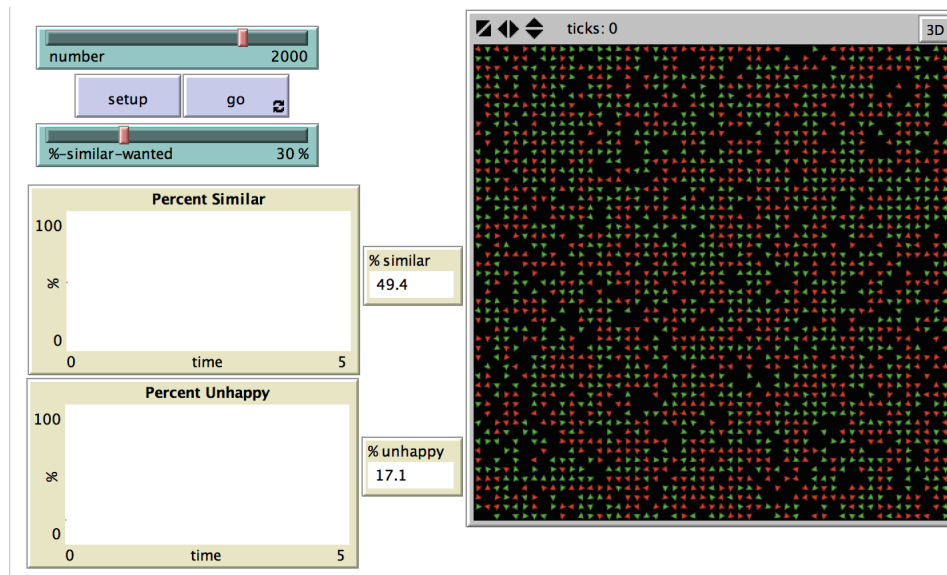 number 2000
setup
go
%-similar-wanted 30 %
Percent Similar
100
%
0
0 time 5
% similar
49.4
Percent Unhappy
100
%
0
0 time 5
% unhappy
17.1
ticks: 0
3D